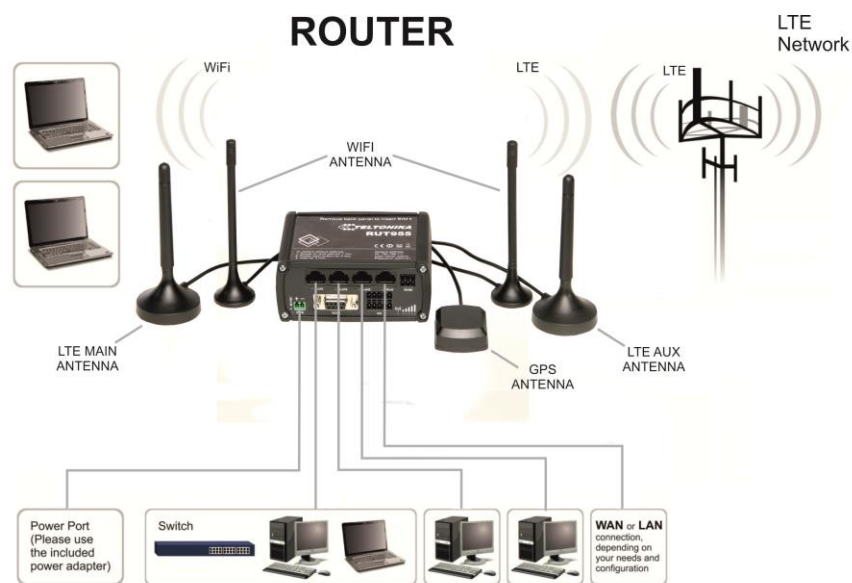 ROUTER
LTE
Network
WiFi
LTE
LTE
WIFI
ANTENNA
TELTONIKA
RUT955
LTE MAIN
ANTENNA
GPS
ANTENNA
LTE AUX
ANTENNA
Power Port
(Please use
the included
power adapter)
Switch
WAN or LAN
connection,
depending on
your needs and
configuration